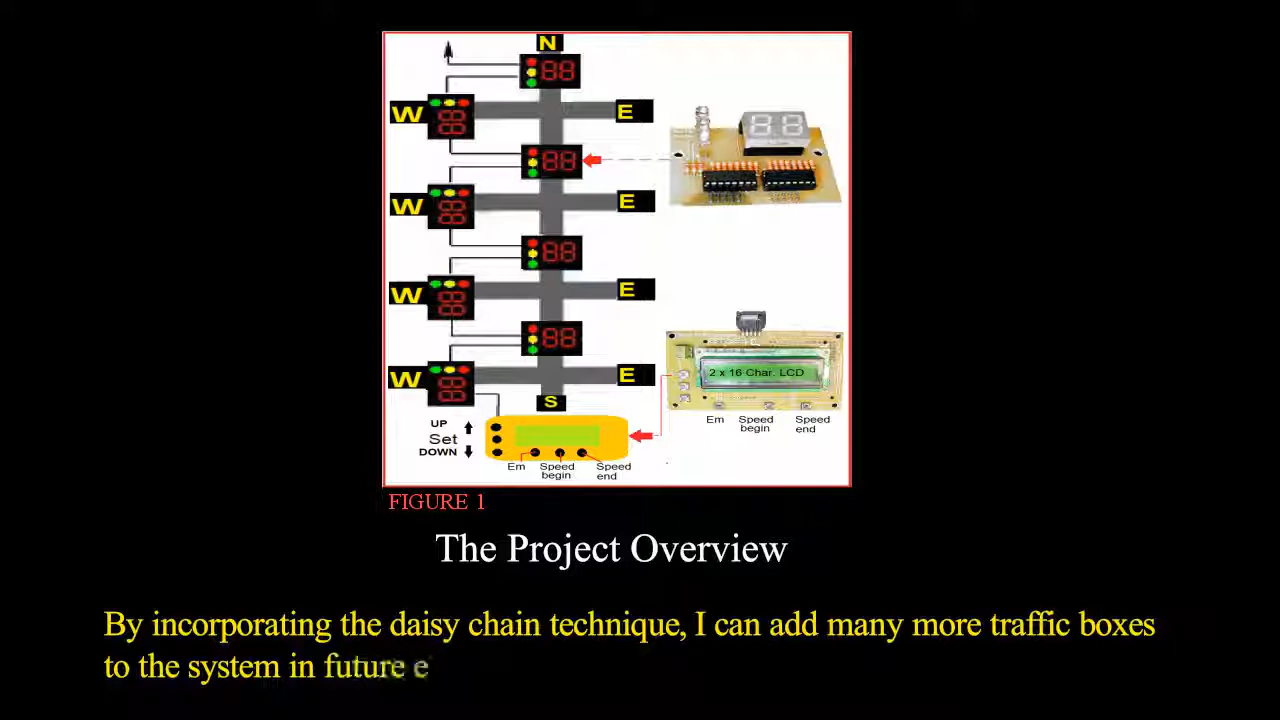 N
W
E
W
E
W
E
W
E
S
2 x 16 Char. LCD
Em Speed begin Speed end
UP
Set
DOWN
Em Speed begin Speed end
FIGURE 1
The Project Overview
By incorporating the daisy chain technique, I can add many more traffic boxes
to the system in future e